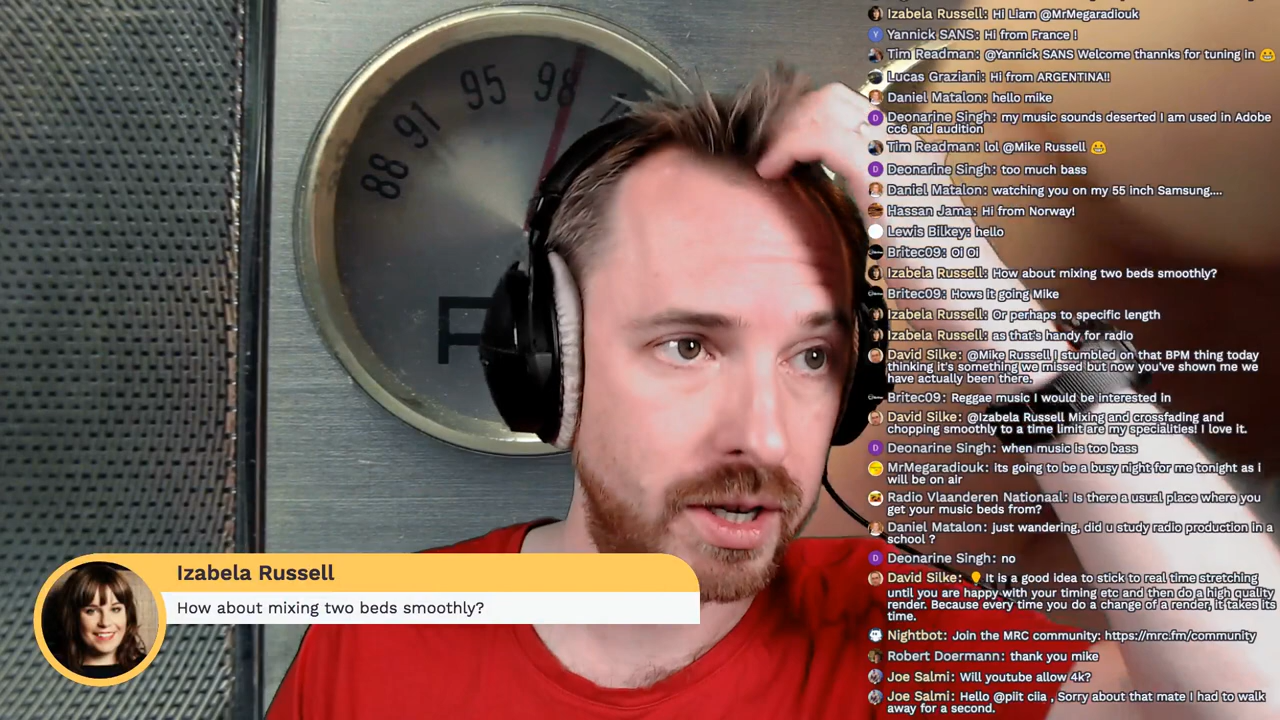 88
91
95
98
Izabela Russell
How about mixing two beds smoothly?
Izabela Russell: Hi Liam @MrMegaradiouk
Y Yannick SANS: Hi from France !
Tim Readman: @Yannick SANS Welcome thannks for tuning in 😬
Lucas Graziani: Hi from ARGENTINA!!
Daniel Matalon: hello mike
D Deonarine Singh: my music sounds deserted I am used in Adobe
cc6 and audition
Tim Readman: lol @Mike Russell 😬
D Deonarine Singh: too much bass
Daniel Matalon: watching you on my 55 inch Samsung....
Hassan Jama: Hi from Norway!
Lewis Bilkey: hello
Britec09: OI OI
Izabela Russell: How about mixing two beds smoothly?
Britec09: Hows it going Mike
Izabela Russell: Or perhaps to specific length
Izabela Russell: as that's handy for radio
David Silke: @Mike Russell I stumbled on that BPM thing today
thinking it's something we missed but now you've shown me we
have actually been there.
Britec09: Reggae music I would be interested in
David Silke: @Izabela Russell Mixing and crossfading and
chopping smoothly to a time limit are my specialities! I love it.
D Deonarine Singh: when music is too bass
MrMegaradiouk: its going to be a busy night for me tonight as i
will be on air
Radio Vlaanderen Nationaal: Is there a usual place where you
get your music beds from?
Daniel Matalon: just wandering, did u study radio production in a
school ?
D Deonarine Singh: no
David Silke: 💡It is a good idea to stick to real time stretching
until you are happy with your timing etc and then do a high quality
render. Because every time you do a change of a render, it takes its
time.
Nightbot: Join the MRC community: https://mrc.fm/community
Robert Doermann: thank you mike
Joe Salmi: Will youtube allow 4k?
Joe Salmi: Hello @piit ciia , Sorry about that mate I had to walk
away for a second.